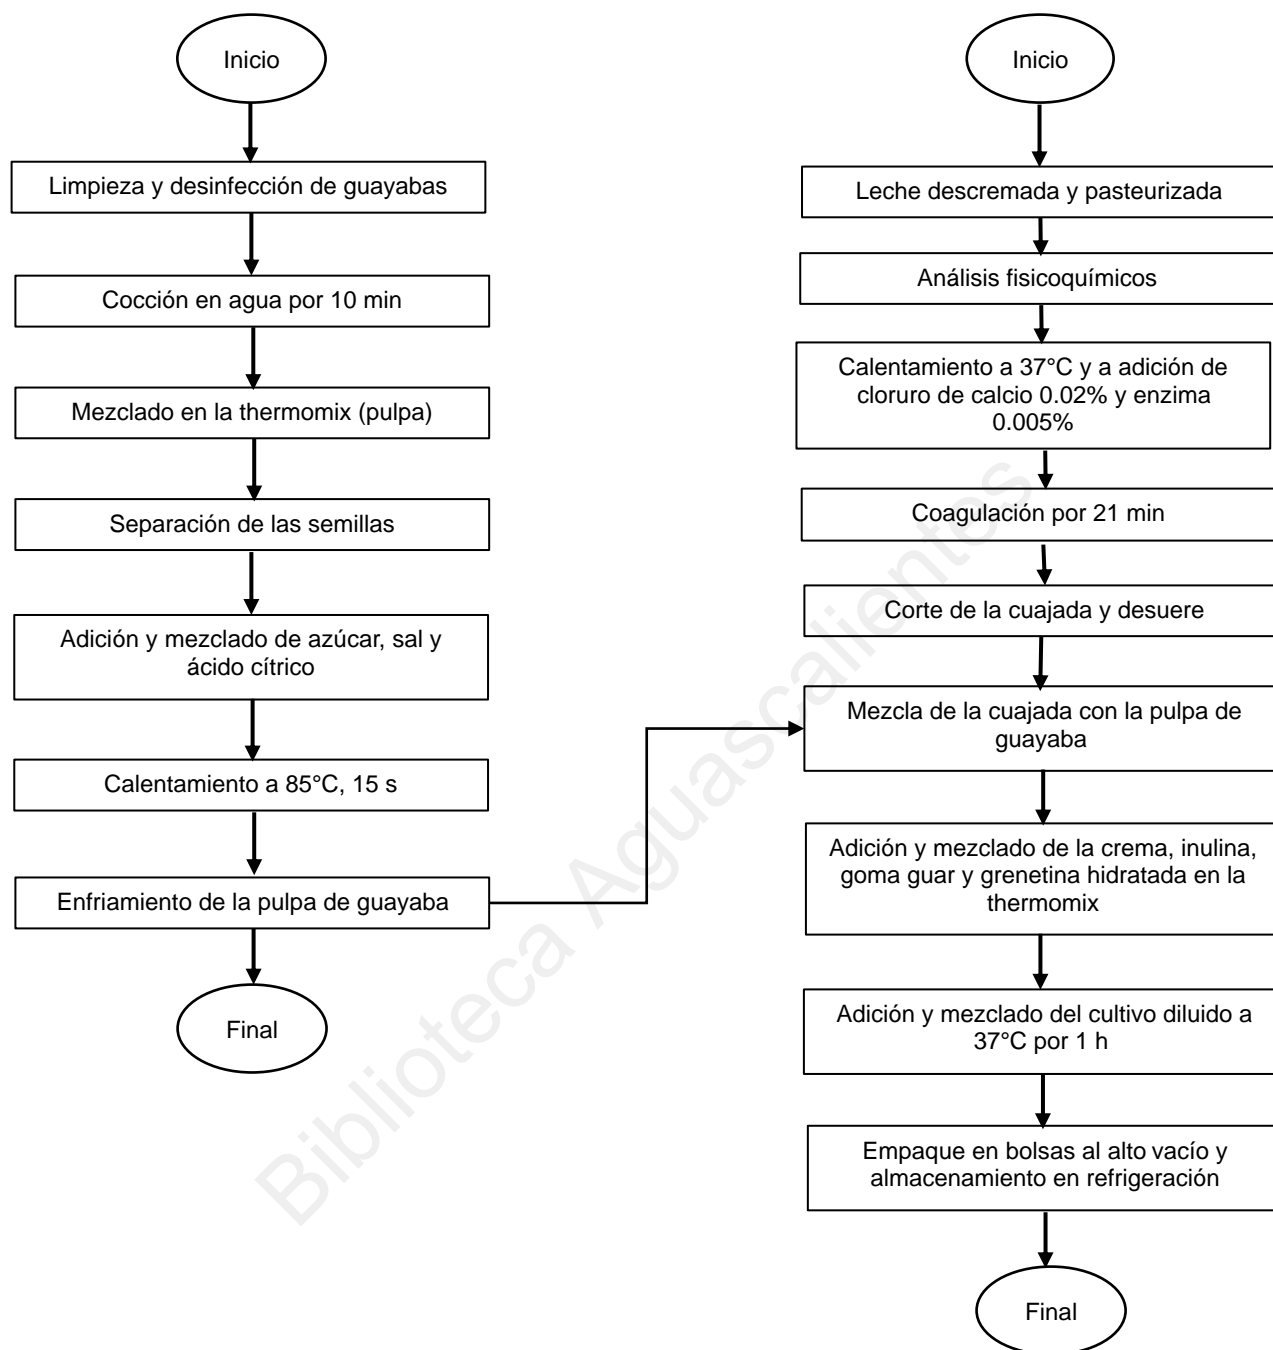 Inicio
Limpieza y desinfección de guayabas
Cocción en agua por 10 min
Mezclado en la thermomix (pulpa)
Separación de las semillas
Adición y mezclado de azúcar, sal y
ácido cítrico
Calentamiento a 85°C, 15 s
Enfriamiento de la pulpa de guayaba
Final
Inicio
Leche descremada y pasteurizada
Análisis fisicoquímicos
Calentamiento a 37°C y a adición de
cloruro de calcio 0.02% y enzima
0.005%
Coagulación por 21 min
Corte de la cuajada y desuere
Mezcla de la cuajada con la pulpa de
guayaba
Adición y mezclado de la crema, inulina,
goma guar y grenetina hidratada en la
thermomix
Adición y mezclado del cultivo diluido a
37°C por 1 h
Empaque en bolsas al alto vacío y
almacenamiento en refrigeración
Final
Biblioteca Aguascalientes